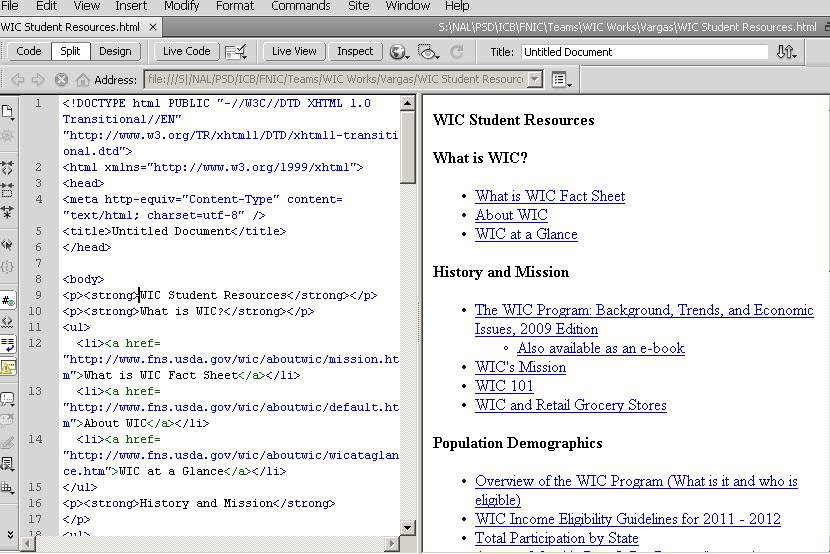 File Edit View Insert Modify Format Commands Site Window Help
WIC Student Resources.html S:\NAL\PSD\ICB\FNIC\Teams\WIC Works\Vargas\WIC Student Resources.html
Code Split Design Live Code Live View Inspect Title: Untitled Document
Address: file:///S|/NAL/PSD/ICB/FNIC/Teams/WIC Works/Vargas/WIC Student Resourc
1 <!DOCTYPE html PUBLIC "-//W3C//DTD XHTML 1.0
Transitional//EN"
"http://www.w3.org/TR/xhtml1/DTD/xhtml1-transiti
onal.dtd">
2 <html xmlns="http://www.w3.org/1999/xhtml">
3 <head>
4 <meta http-equiv="Content-Type" content=
"text/html; charset=utf-8" />
5 <title>Untitled Document</title>
6 </head>
7
8 <body>
9 <p><strong>WIC Student Resources</strong></p>
10 <p><strong>What is WIC?</strong></p>
11 <ul>
12 <li><a href=
"http://www.fns.usda.gov/wic/aboutwic/mission.ht
m">What is WIC Fact Sheet</a></li>
13 <li><a href=
"http://www.fns.usda.gov/wic/aboutwic/default.ht
m">About WIC</a></li>
14 <li><a href=
"http://www.fns.usda.gov/wic/aboutwic/wicataglan
ce.htm">WIC at a Glance</a></li>
15 </ul>
16 <p><strong>History and Mission</strong>
17 </p>
18 <ul>
WIC Student Resources
What is WIC?
• What is WIC Fact Sheet
• About WIC
• WIC at a Glance
History and Mission
• The WIC Program: Background, Trends, and Economic
Issues, 2009 Edition
◦ Also available as an e-book
• WIC's Mission
• WIC 101
• WIC and Retail Grocery Stores
Population Demographics
• Overview of the WIC Program (What is it and who is
eligible)
• WIC Income Eligibility Guidelines for 2011 - 2012
• Total Participation by State